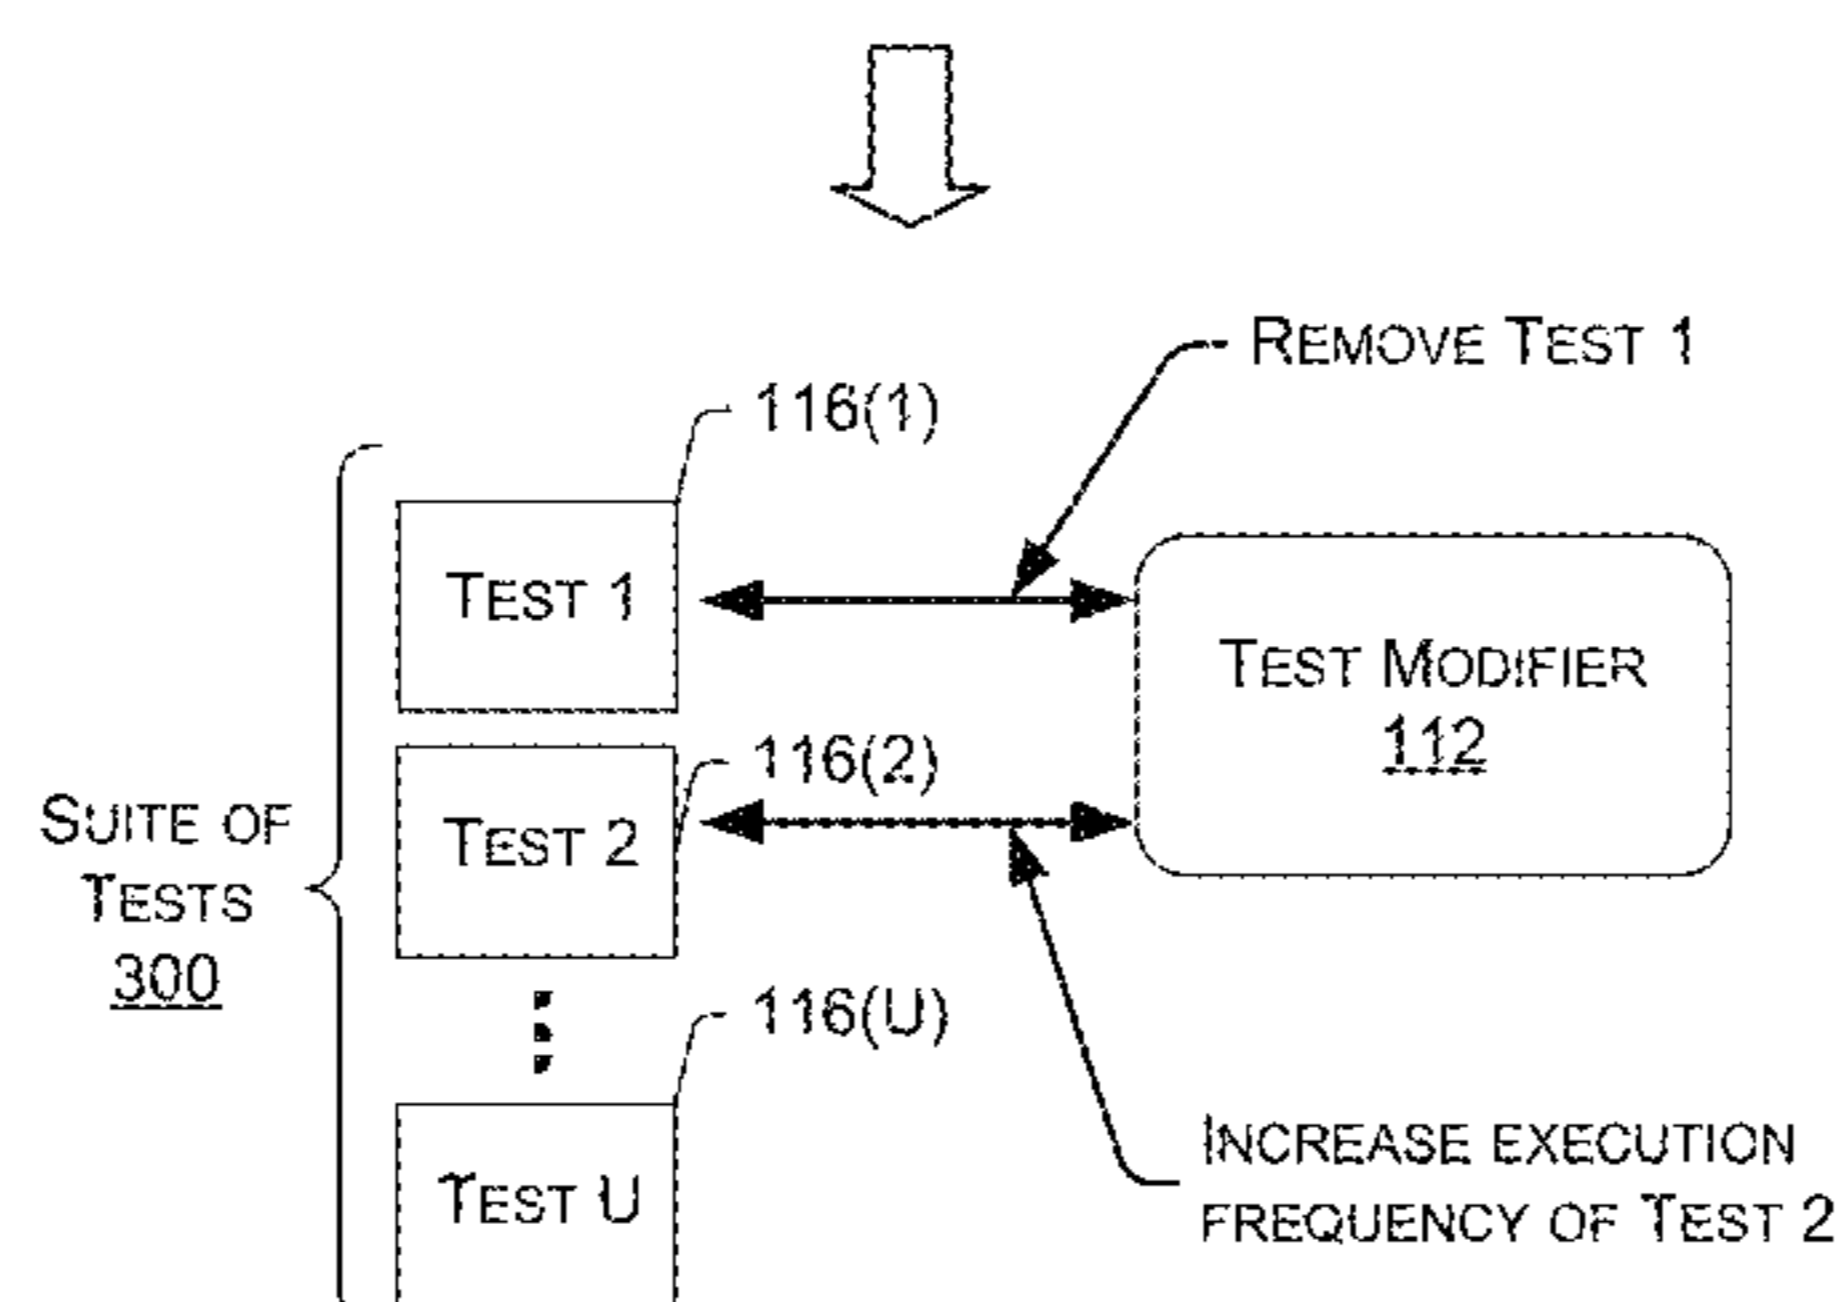 REMOVE TEST 1
116(1)
TEST 1
TEST MODIFIER
112
116(2)
TEST 2
SUITE OF
TESTS
300
116(U)
TEST U
INCREASE EXECUTION
FREQUENCY OF TEST 2